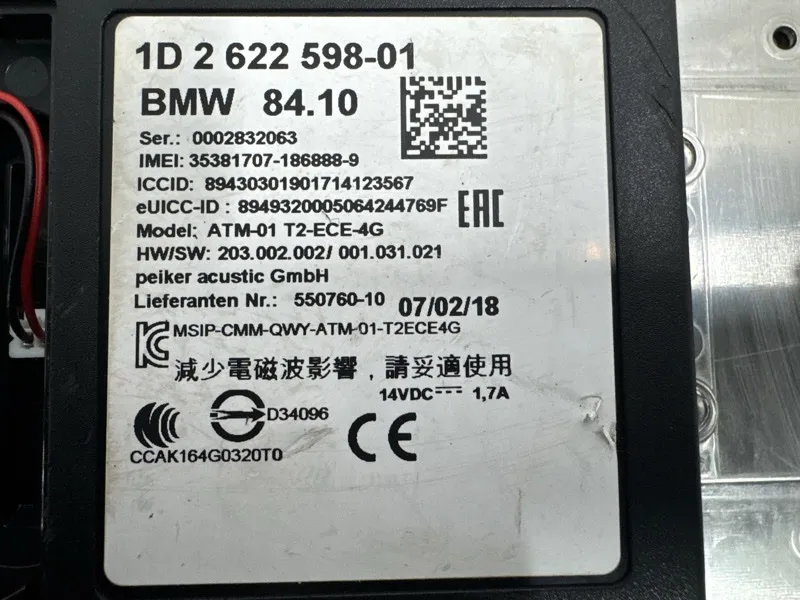 1D 2 622 598-01
BMW 84.10
Ser.: 0002832063
IMEI: 35381707-186888-9
ICCID: 89430301901714123567
eUICC-ID : 8949320005064244769F
EAC
Model: ATM-01 T2-ECE-4G
HW/SW: 203.002.002/ 001.031.021
peiker acustic GmbH
Lieferanten Nr.: 550760-10 07/02/18
MSIP-CMM-QWY-ATM-01-T2ECE4G
減少電磁波影響，請妥適使用
14VDC⎓ 1,7A
D34096
CCAK164G0320T0
CE